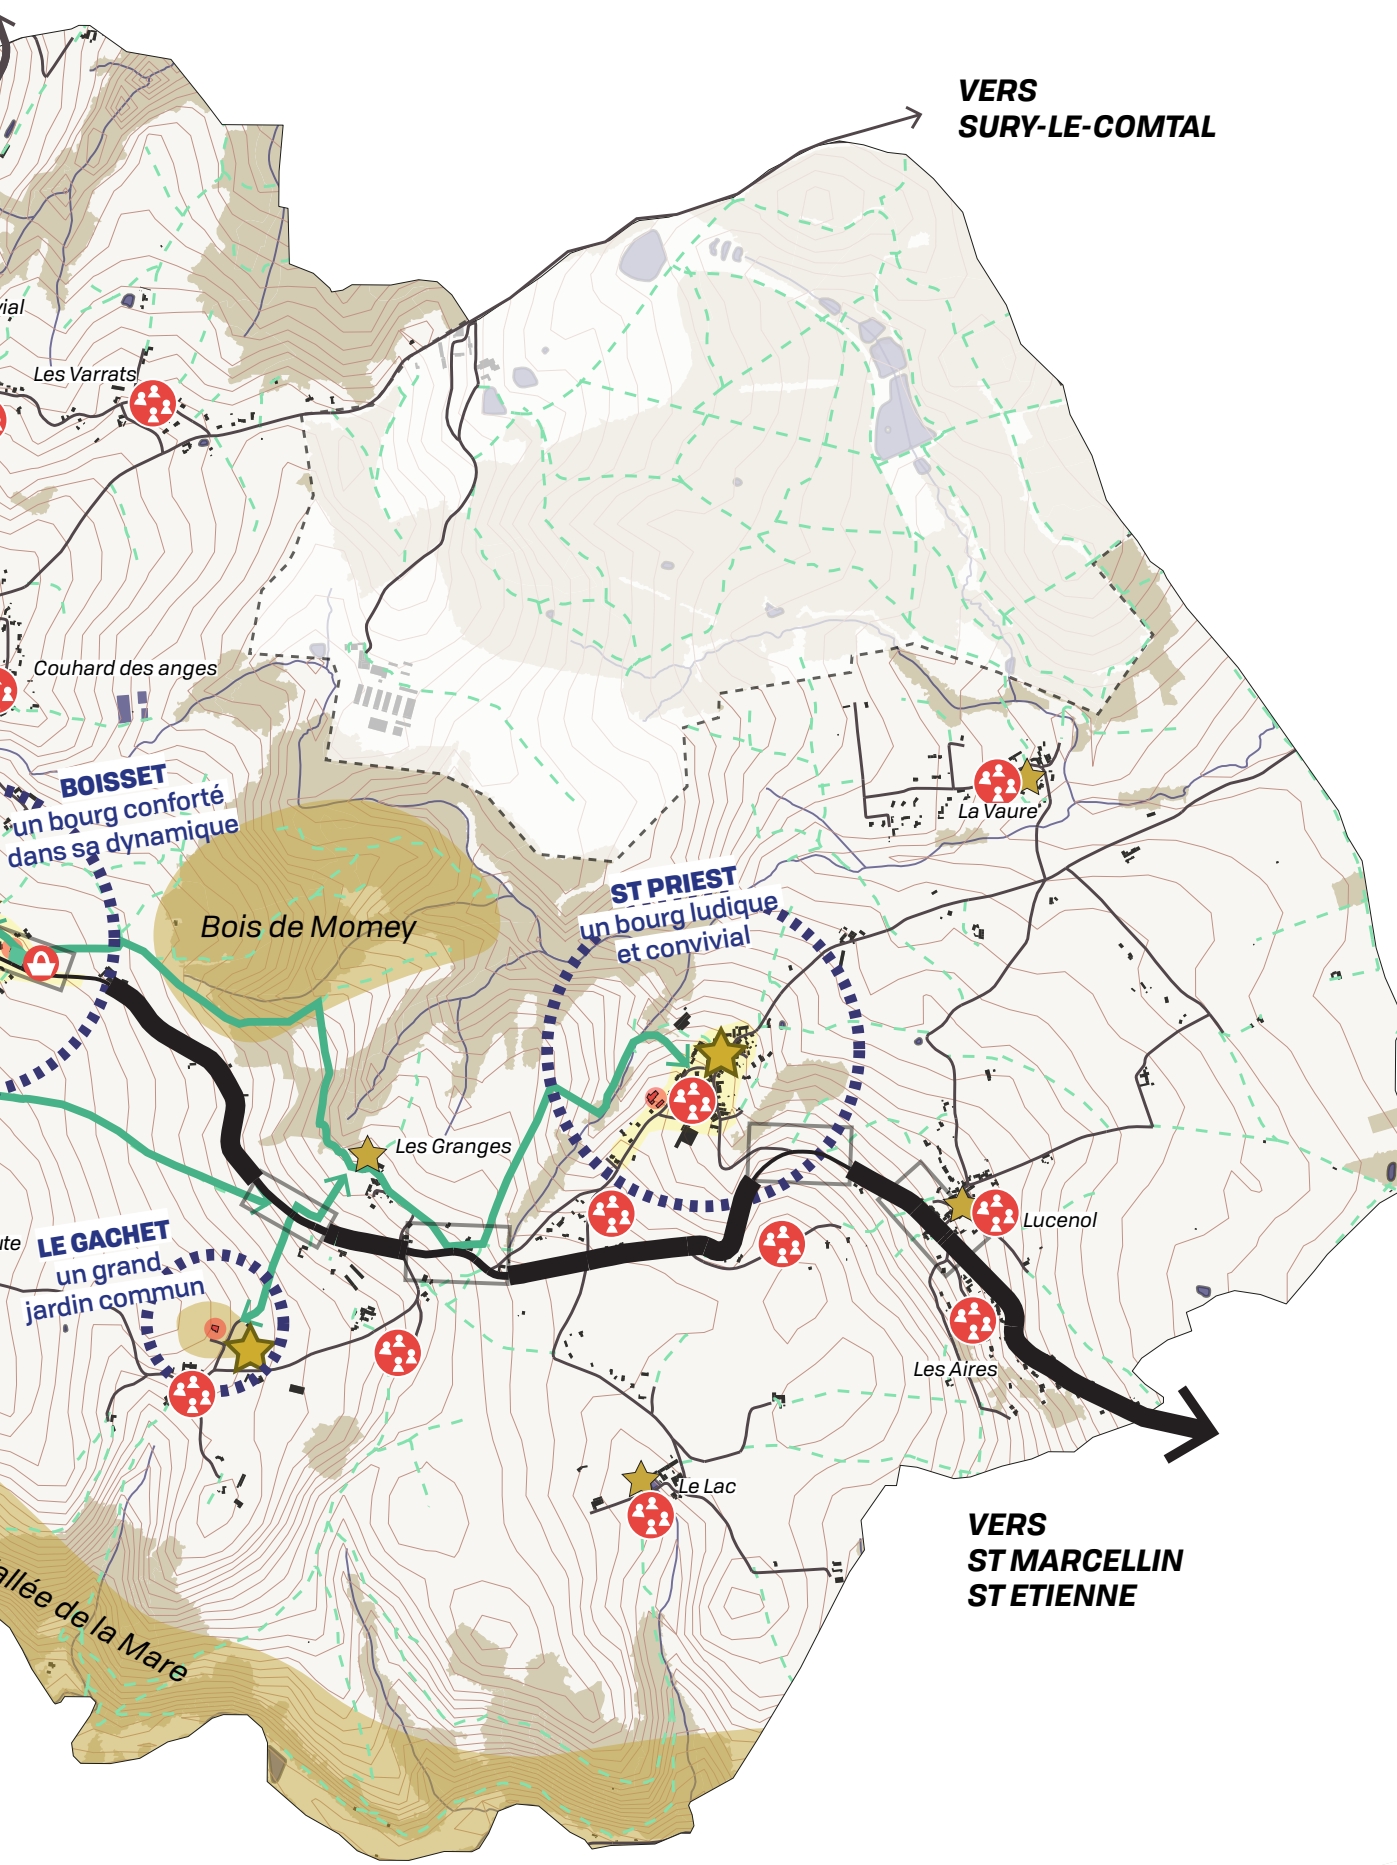 VERS
SURY-LE-COMTAL
vial
Les Varrats
Couhard des anges
BOISSET
un bourg conforté
dans sa dynamique
La Vaure
ST PRIEST
un bourg ludique
et convivial
Bois de Momey
Les Granges
Lucenol
ute
LE GACHET
un grand
jardin commun
Les Aires
Le Lac
VERS
ST MARCELLIN
ST ETIENNE
allée de la Mare